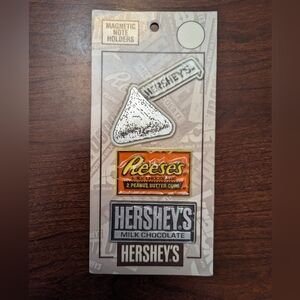 MAGNETIC
NOTE
HOLDERS
HERSHEY'S
Reese's
2 PEANUT BUTTER CUPS
HERSHEY'S
MILK CHOCOLATE
HERSHEY'S